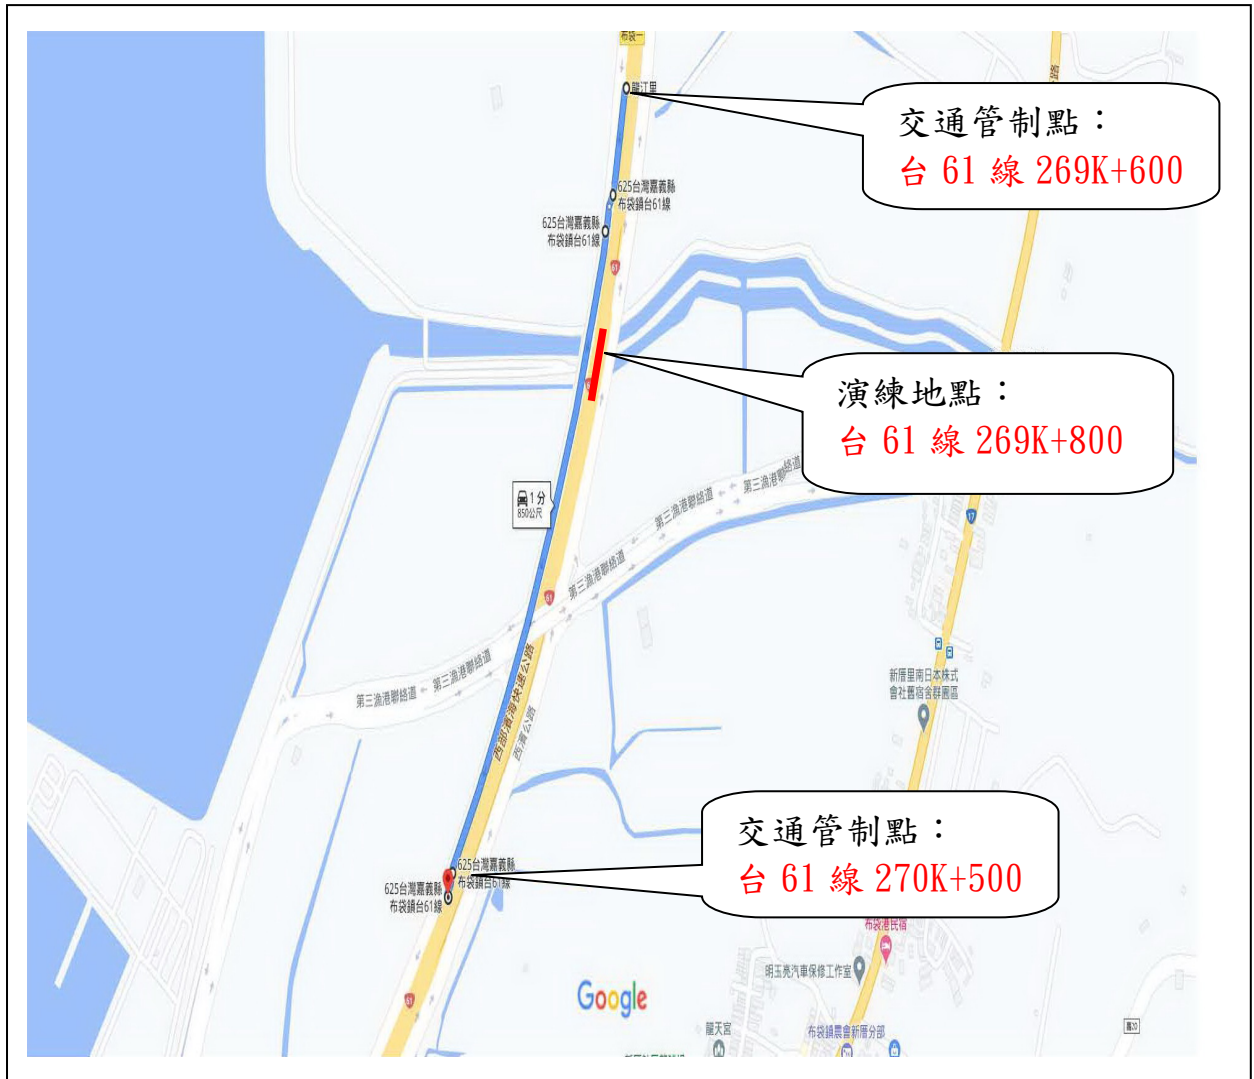 布袋一
龍江里
路
交通管制點：
台 61 線 269K+600
625台灣嘉義縣
布袋鎮台61線
625台灣嘉義縣
布袋鎮台61線
61
演練地點：
台 61 線 269K+800
1 分
850公尺
第三漁港聯絡道
第三漁港聯絡道
第三漁港聯絡道
第三漁港聯絡道
第三漁港聯絡道
17
61
新厝里南日本株式
會社舊宿舍群園區
西部濱海快速公路
西濱公路
交通管制點：
台 61 線 270K+500
625台灣嘉義縣
布袋鎮台61線
625台灣嘉義縣
布袋鎮台61線
布袋港民宿
明玉亮汽車保修工作室
61
Google
龍天宮
布袋鎮農會新厝分部